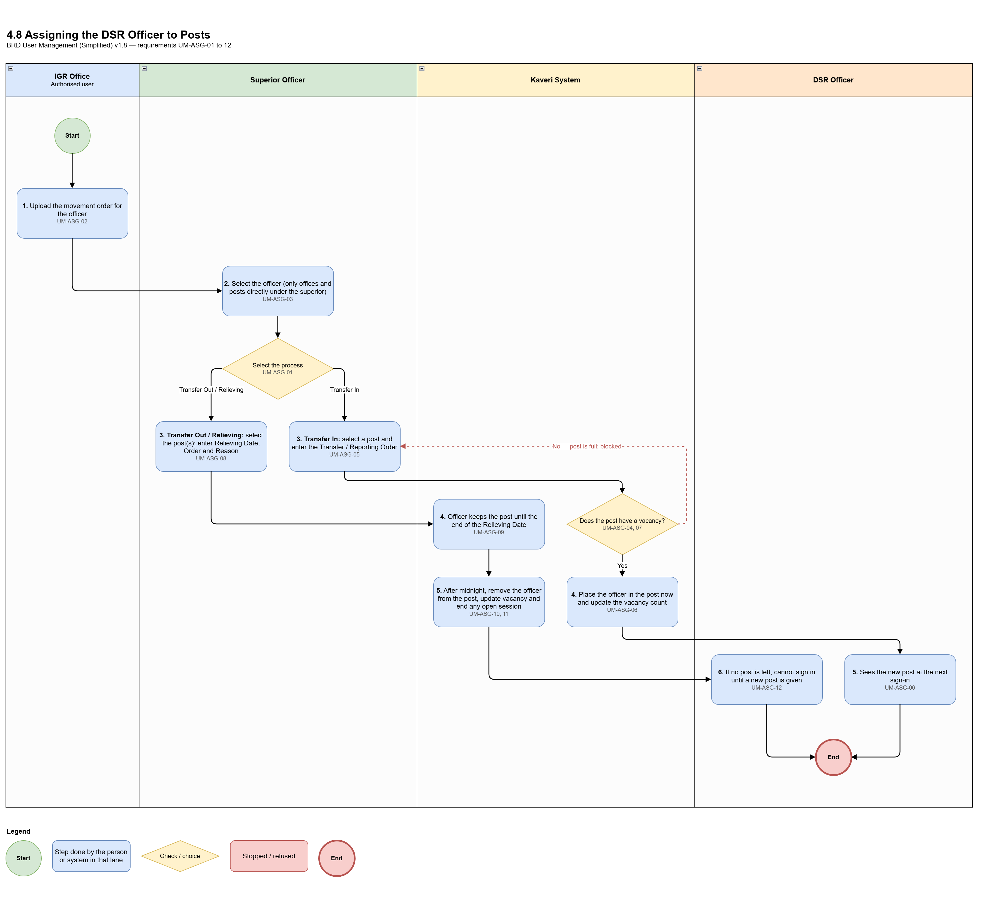 4.8 Assigning the DSR Officer to Posts
BRD User Management (Simplified) v1.8 — requirements UM-ASG-01 to 12
IGR Office
Authorised user
Superior Officer
Kaveri System
DSR Officer
Start
1. Upload the movement order for
the officer
UM-ASG-02
2. Select the officer (only offices and
posts directly under the superior)
UM-ASG-03
Select the process
UM-ASG-01
Transfer Out / Relieving
Transfer In
3. Transfer Out / Relieving: select
the post(s); enter Relieving Date,
Order and Reason
UM-ASG-08
3. Transfer In: select a post and
enter the Transfer / Reporting Order
UM-ASG-05
No — post is full; blocked
4. Officer keeps the post until the
end of the Relieving Date
UM-ASG-09
Does the post have a vacancy?
UM-ASG-04, 07
Yes
5. After midnight, remove the officer
from the post, update vacancy and
end any open session
UM-ASG-10, 11
4. Place the officer in the post now
and update the vacancy count
UM-ASG-06
6. If no post is left, cannot sign in
until a new post is given
UM-ASG-12
5. Sees the new post at the next
sign-in
UM-ASG-06
End
Legend
Start
Step done by the person
or system in that lane
Check / choice
Stopped / refused
End